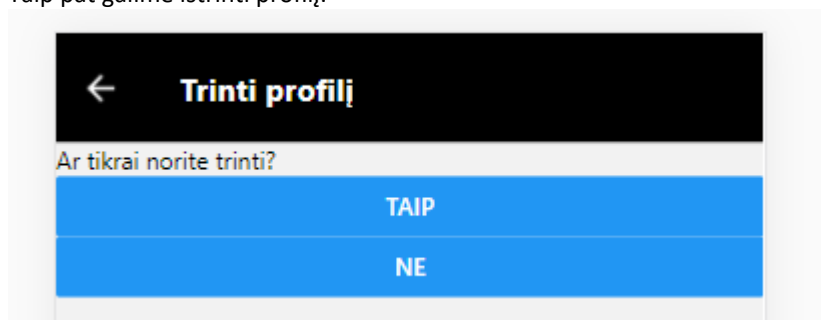 Taip pat galime ištrinti profilį.
Trinti profilį
Ar tikrai norite trinti?
TAIP
NE